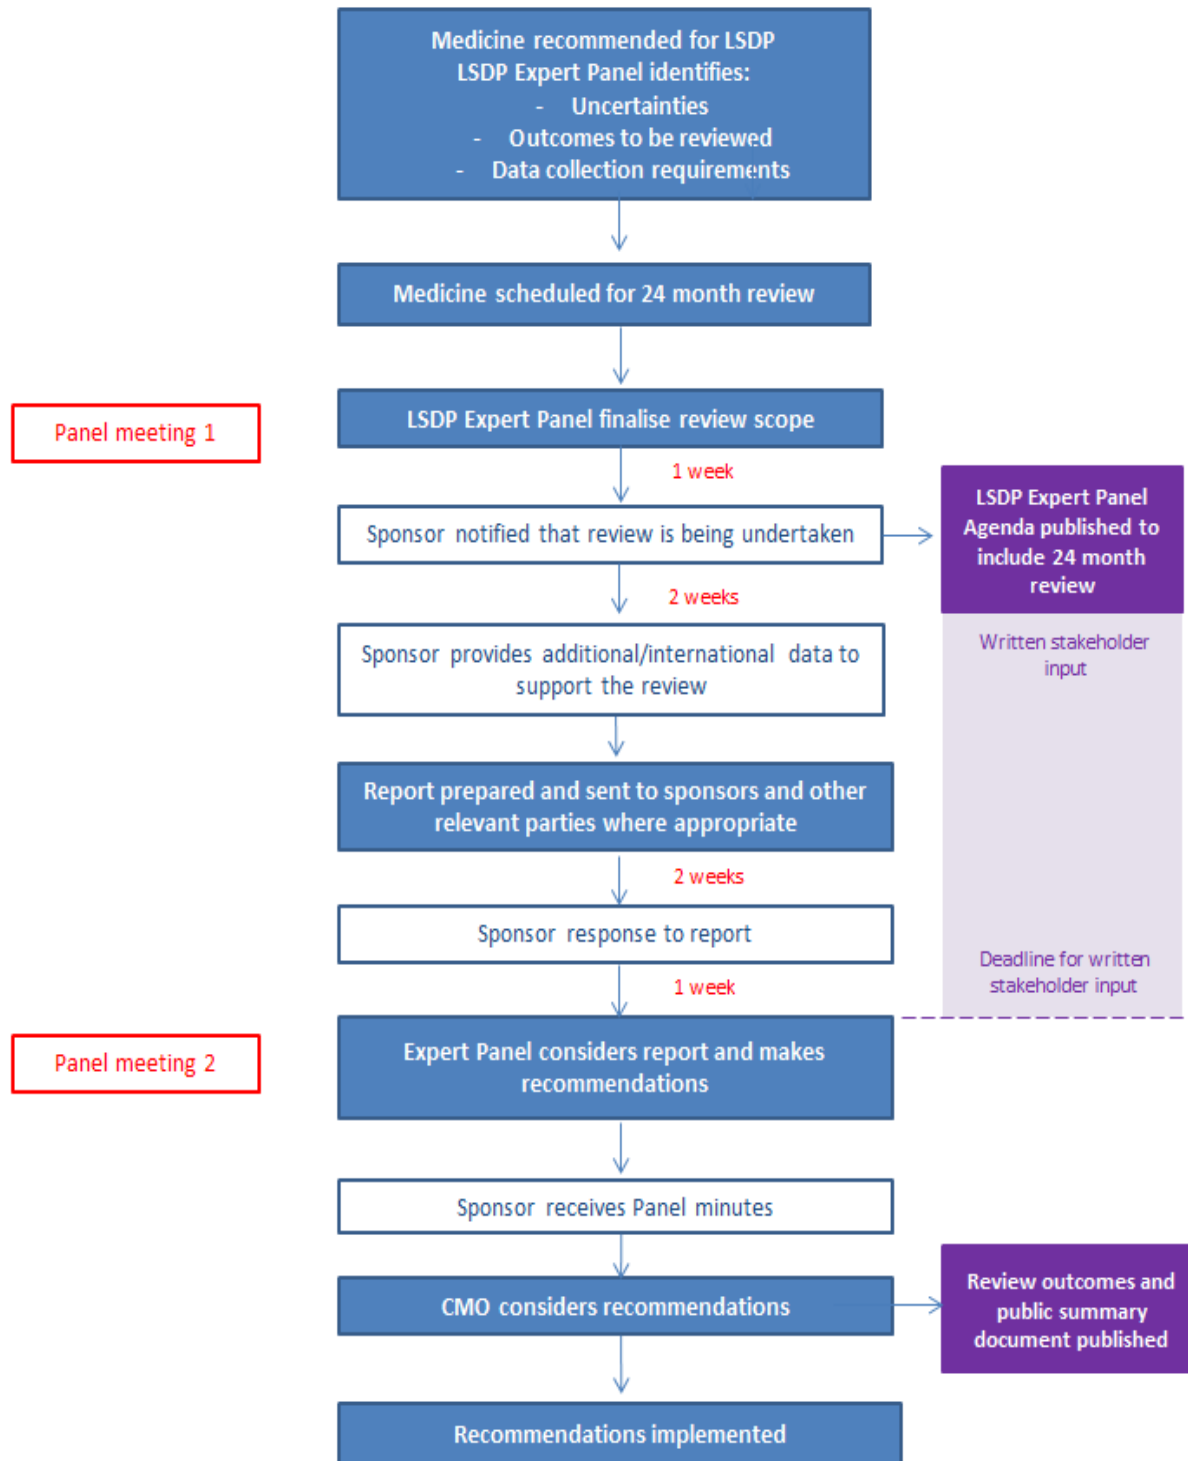 Medicine recommended for LSDP
LSDP Expert Panel identifies:
- Uncertainties
- Outcomes to be reviewed
- Data collection requirements
Medicine scheduled for 24 month review
Panel meeting 1
LSDP Expert Panel finalise review scope
1 week
Sponsor notified that review is being undertaken
LSDP Expert Panel
Agenda published to
include 24 month
review
2 weeks
Sponsor provides additional/international data to
support the review
Written stakeholder
input
Report prepared and sent to sponsors and other
relevant parties where appropriate
2 weeks
Sponsor response to report
Deadline for written
stakeholder input
1 week
Panel meeting 2
Expert Panel considers report and makes
recommendations
Sponsor receives Panel minutes
CMO considers recommendations
Review outcomes and
public summary
document published
Recommendations implemented